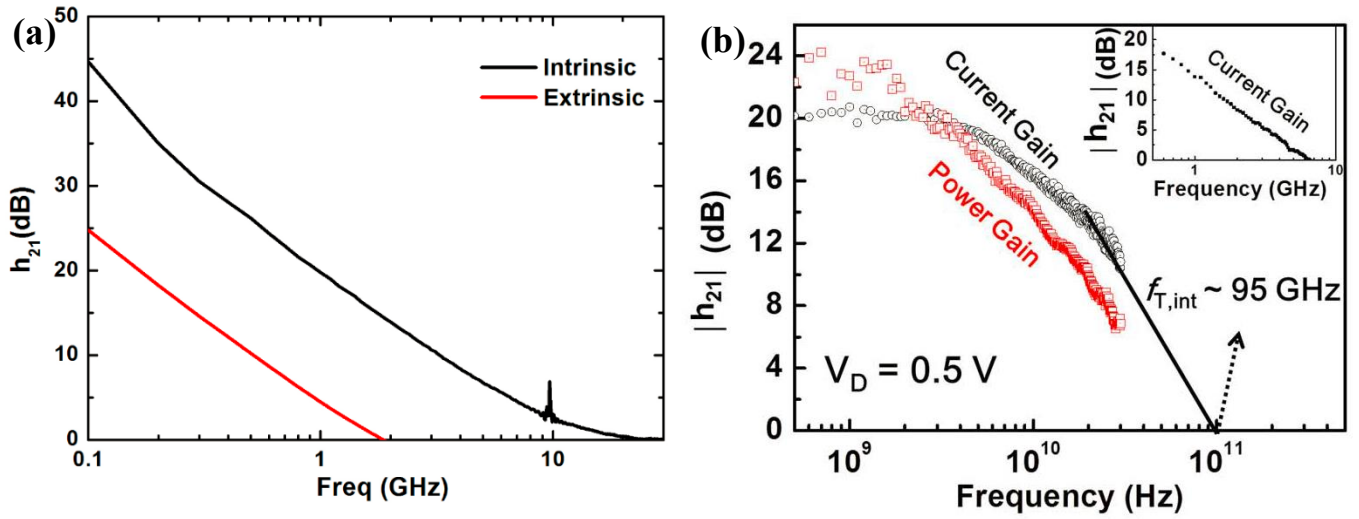 (a)
50
40
30
20
10
0
h21(dB)
Intrinsic
Extrinsic
0.1
1
10
Freq (GHz)
(b)
24
20
16
12
8
4
0
|h21| (dB)
Current Gain
Power Gain
VD = 0.5 V
fT,int ~ 95 GHz
10^9
10^10
10^11
Frequency (Hz)
20
15
10
5
0
|h21| (dB)
Current Gain
1
10
Frequency (GHz)